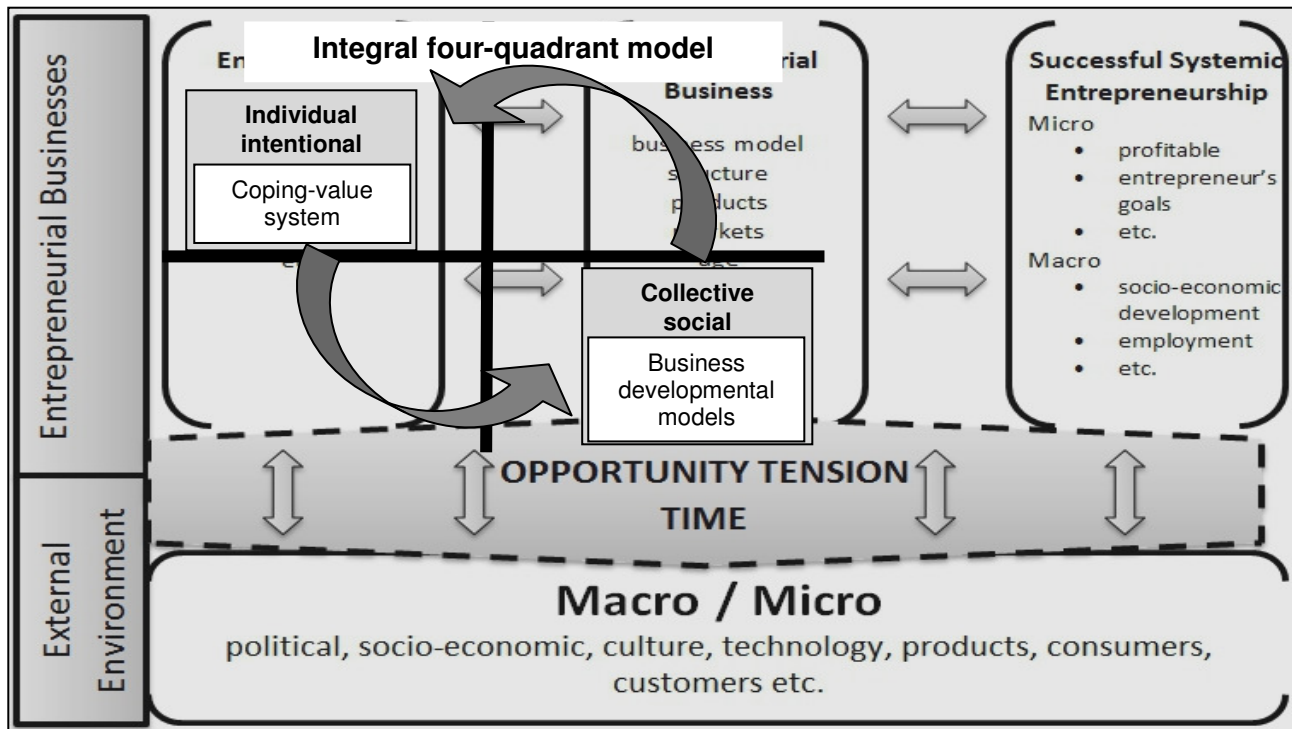 Integral four-quadrant model
Individual
intentional
Coping-value
system
Business
business model
structure
products
markets
Collective
social
Business
developmental
models
Successful Systemic
Entrepreneurship
Micro
• profitable
• entrepreneur's
goals
• etc.
Macro
• socio-economic
development
• employment
• etc.
Entrepreneurial Businesses
OPPORTUNITY TENSION
TIME
External
Environment
Macro / Micro
political, socio-economic, culture, technology, products, consumers,
customers etc.